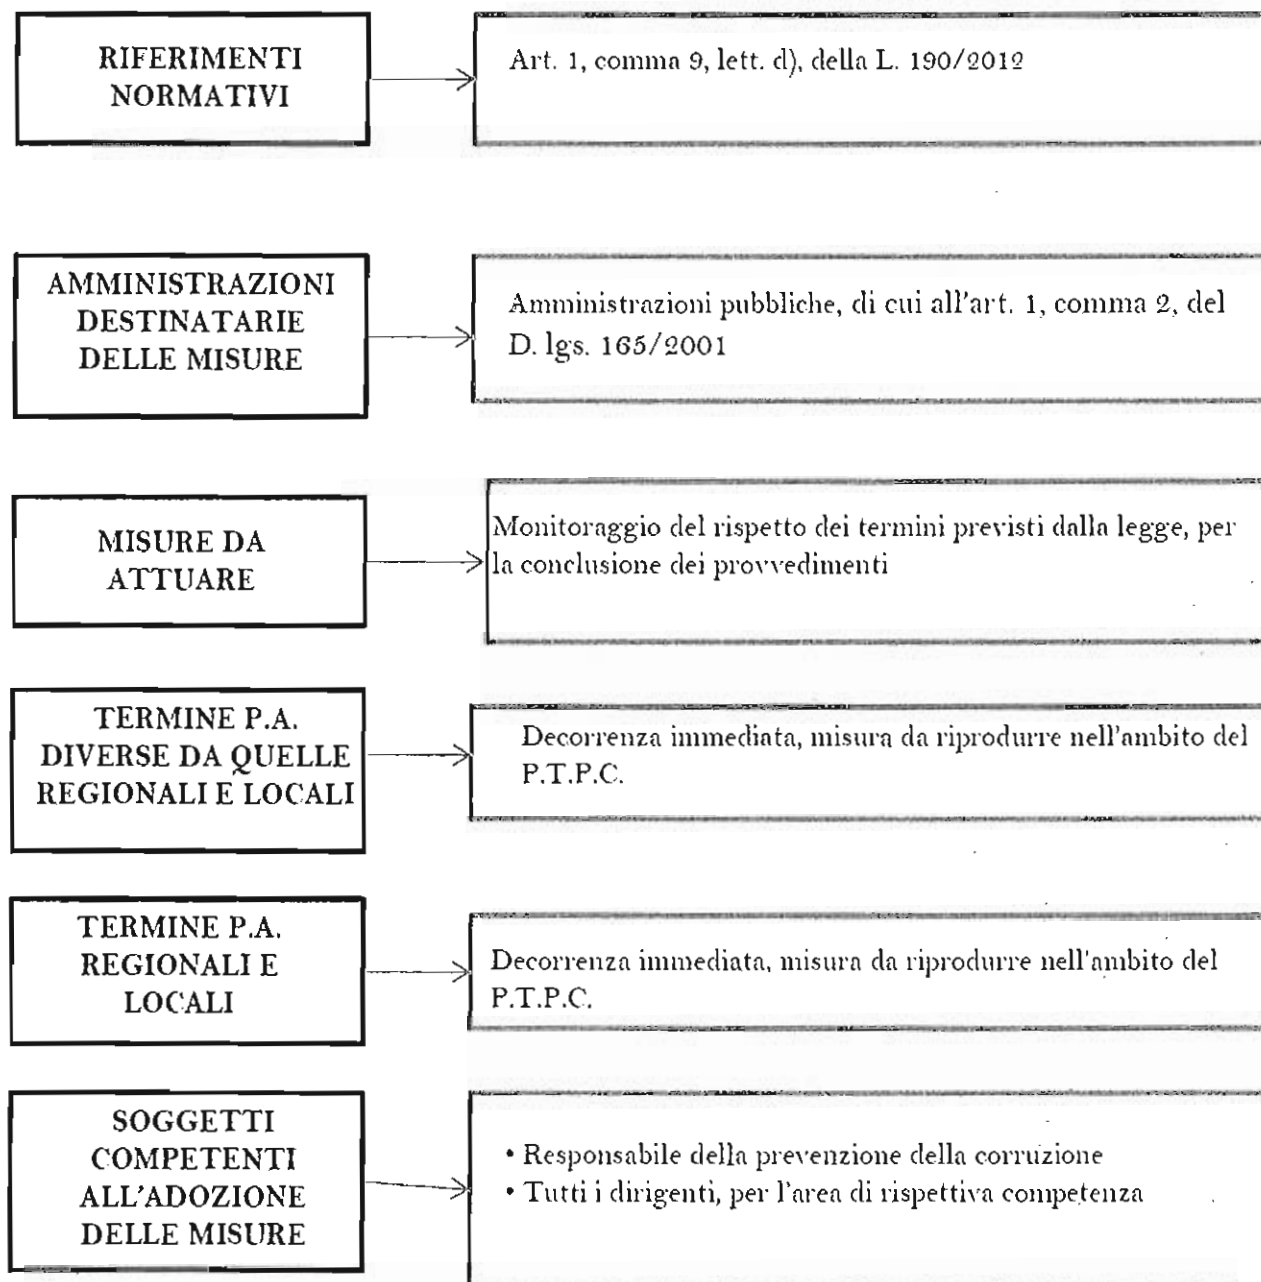 RIFERIMENTI
NORMATIVI
Art. 1, comma 9, lett. d), della L. 190/2012
AMMINISTRAZIONI
DESTINATARIE
DELLE MISURE
Amministrazioni pubbliche, di cui all'art. 1, comma 2, del
D. lgs. 165/2001
MISURE DA
ATTUARE
Monitoraggio del rispetto dei termini previsti dalla legge, per
la conclusione dei provvedimenti
TERMINE P.A.
DIVERSE DA QUELLE
REGIONALI E LOCALI
Decorrenza immediata, misura da riprodurre nell'ambito del
P.T.P.C.
TERMINE P.A.
REGIONALI E
LOCALI
Decorrenza immediata, misura da riprodurre nell'ambito del
P.T.P.C.
SOGGETTI
COMPETENTI
ALL'ADOZIONE
DELLE MISURE
• Responsabile della prevenzione della corruzione
• Tutti i dirigenti, per l'area di rispettiva competenza